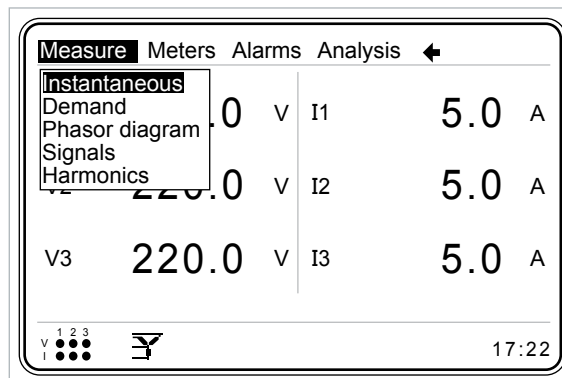 Measure Meters Alarms Analysis
Instantaneous
Demand
Phasor diagram
Signals
Harmonics
.0 V I1 5.0 A
220.0 V I2 5.0 A
V3 220.0 V I3 5.0 A
1 2 3
V
I
17:22